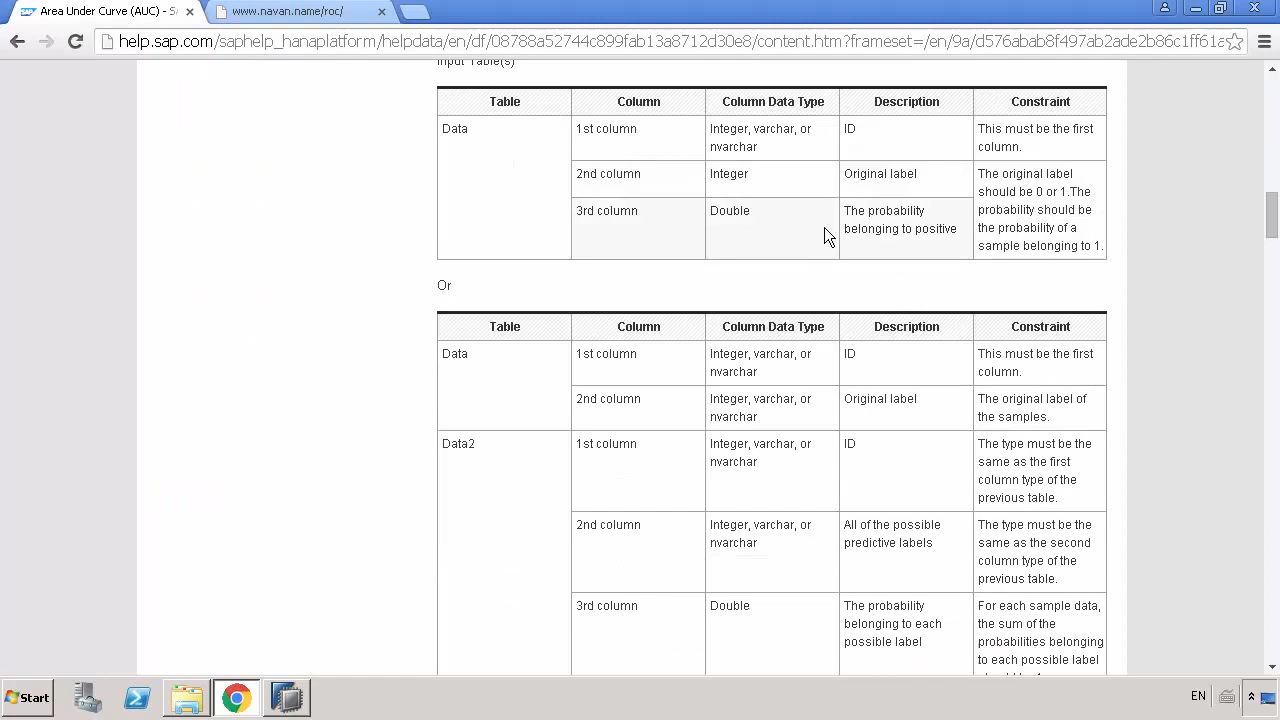 Area Under Curve (AUC) - S
www.navan.name/roc/
help.sap.com/saphelp_hanaplatform/helpdata/en/df/08788a52744c899fab13a8712d30e8/content.htm?frameset=/en/9a/d576abab8f497ab2ade2b86c1ff61a
Input Table(s)
Table Column Column Data Type Description Constraint
Data 1st column Integer, varchar, or ID This must be the first
nvarchar column.
2nd column Integer Original label The original label
should be 0 or 1.The
3rd column Double The probability probability should be
belonging to positive the probability of a
sample belonging to 1.
Or
Table Column Column Data Type Description Constraint
Data 1st column Integer, varchar, or ID This must be the first
nvarchar column.
2nd column Integer, varchar, or Original label The original label of
nvarchar the samples.
Data2 1st column Integer, varchar, or ID The type must be the
nvarchar same as the first
column type of the
previous table.
2nd column Integer, varchar, or All of the possible The type must be the
nvarchar predictive labels same as the second
column type of the
previous table.
3rd column Double The probability For each sample data,
belonging to each the sum of the
possible label probabilities belonging
to each possible label
Start EN